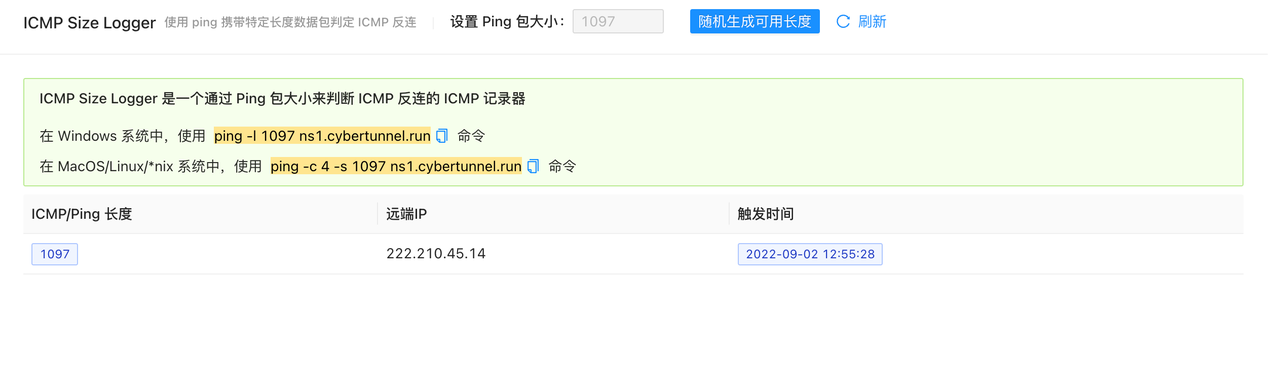 ICMP Size Logger 使用 ping 携带特定长度数据包判定 ICMP 反连 设置 Ping 包大小： 1097 随机生成可用长度 刷新
ICMP Size Logger 是一个通过 Ping 包大小来判断 ICMP 反连的 ICMP 记录器
在 Windows 系统中，使用 ping -l 1097 ns1.cybertunnel.run 命令
在 MacOS/Linux/*nix 系统中，使用 ping -c 4 -s 1097 ns1.cybertunnel.run 命令
ICMP/Ping 长度 远端IP 触发时间
1097 222.210.45.14 2022-09-02 12:55:28